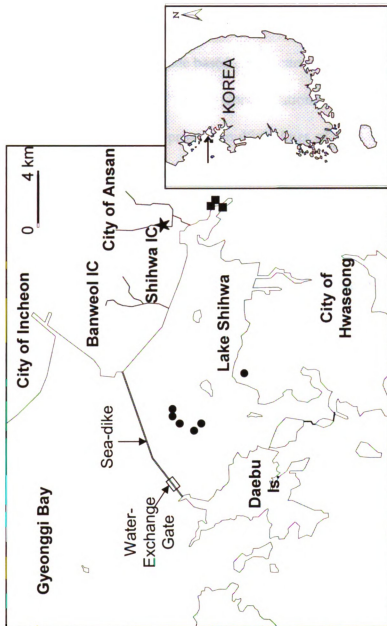 City of Incheon
0 4 km
Gyeonggi Bay
Banweol IC
City of Ansan
Shihwa IC
Sea-dike
Water-
Exchange
Gate
Lake Shihwa
Daebu
Is.
City of
Hwaseong
N
KOREA